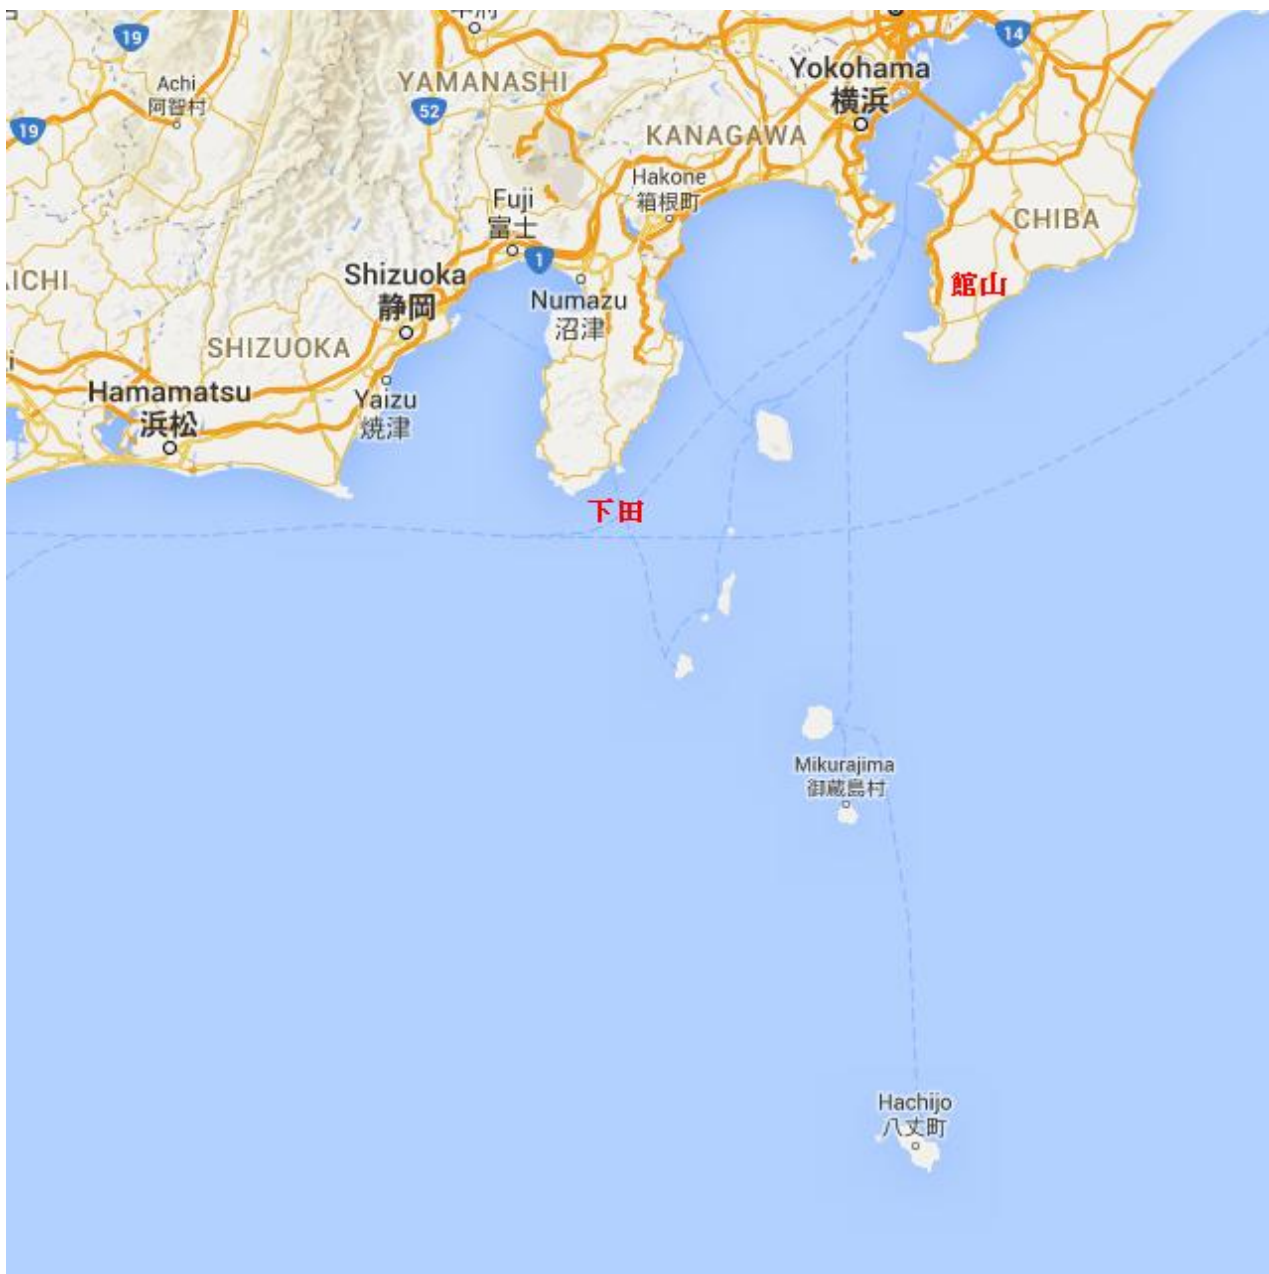 19
14
Achi
阿智村
YAMANASHI
52
Yokohama
横浜
19
KANAGAWA
Hakone
箱根町
Fuji
富士
CHIBA
1
AICHI
館山
Shizuoka
静岡
Numazu
沼津
SHIZUOKA
Hamamatsu
浜松
Yaizu
焼津
下田
Mikurajima
御蔵島村
Hachijo
八丈町